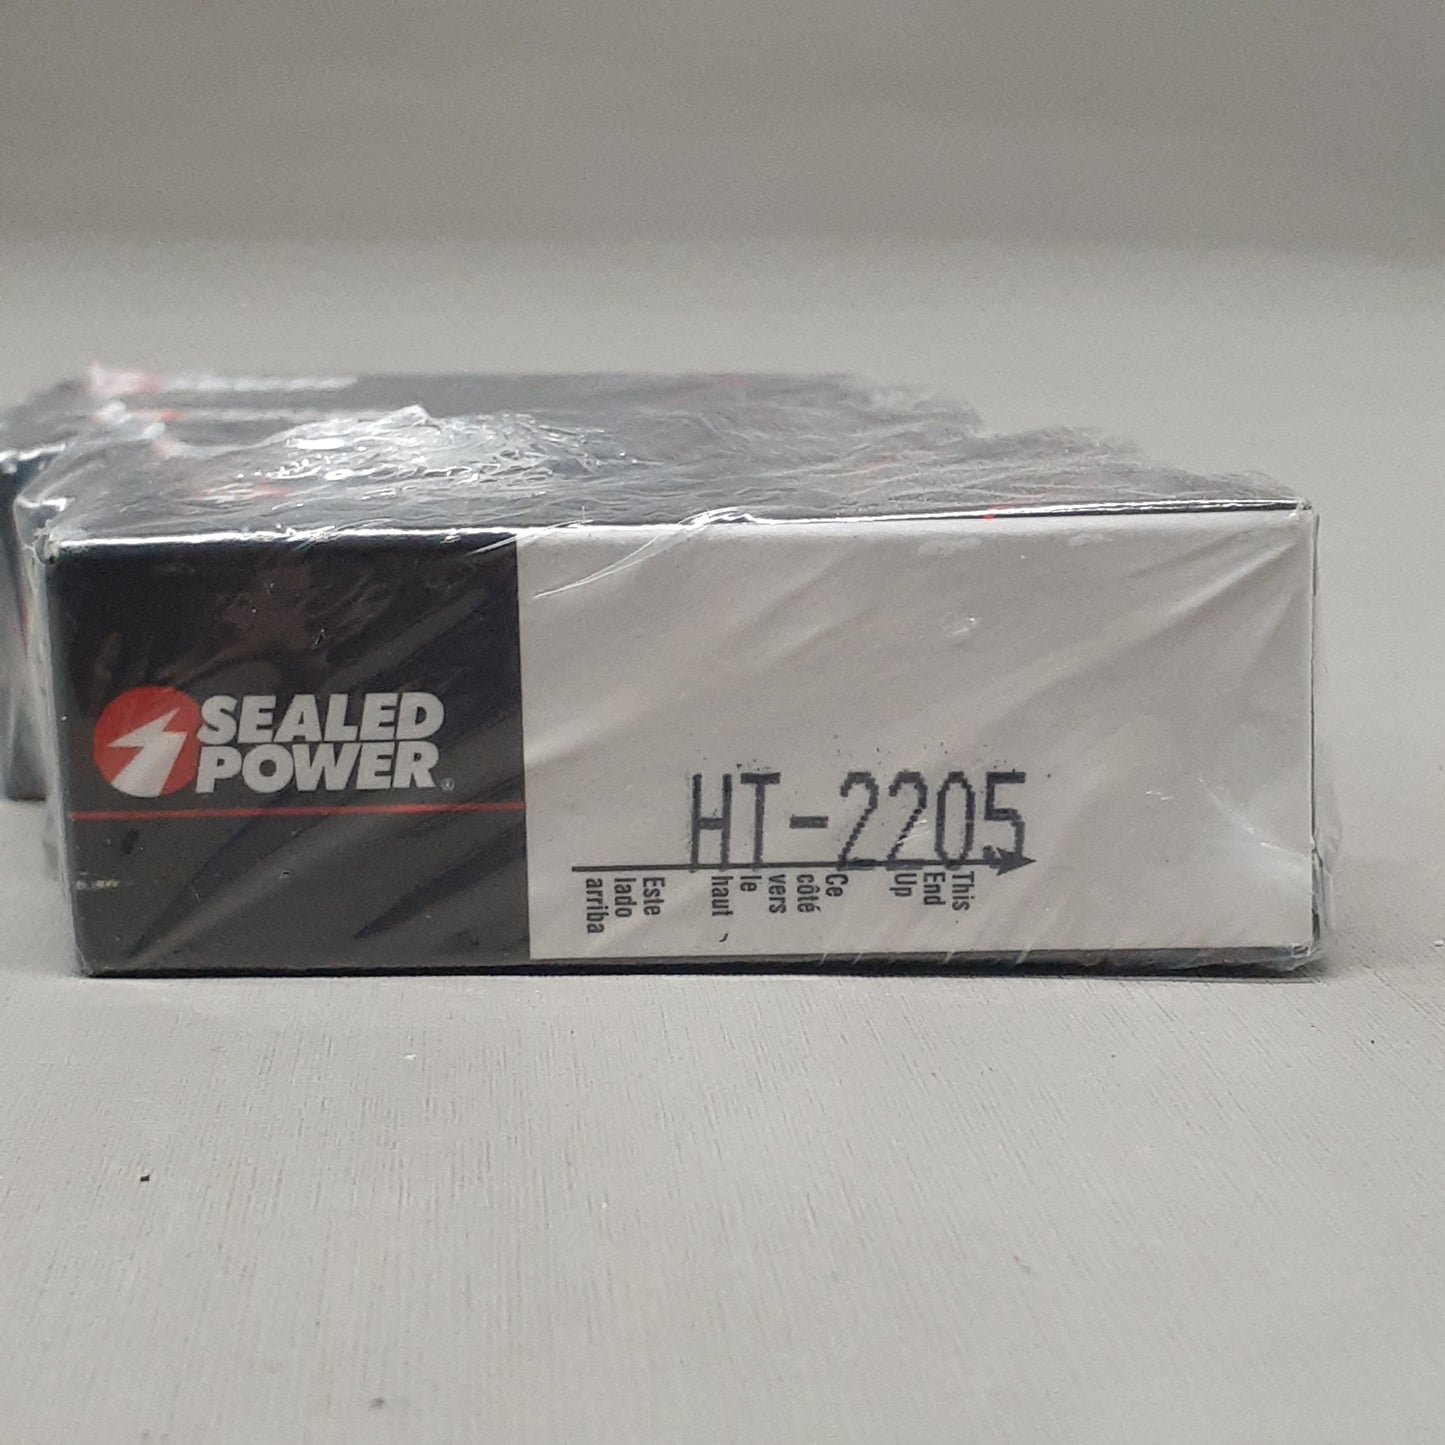 SEALED
POWER®
HT-2205
This
End
Up
Ce
côté
vers
le
haut
Este
lado
arriba